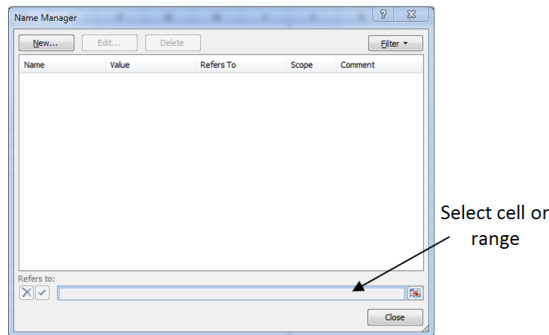 Name Manager
New... Edit... Delete Filter
Name Value Refers To Scope Comment
Select cell or
range
Refers to:
Close